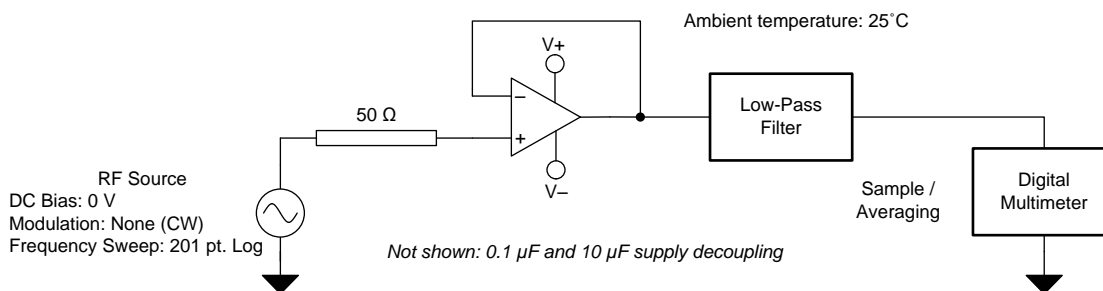 Ambient temperature: 25˚C
V+
–
+
V–
50 Ω
Low-Pass
Filter
RF Source
DC Bias: 0 V
Modulation: None (CW)
Frequency Sweep: 201 pt. Log
Sample /
Averaging
Digital
Multimeter
Not shown: 0.1 µF and 10 µF supply decoupling